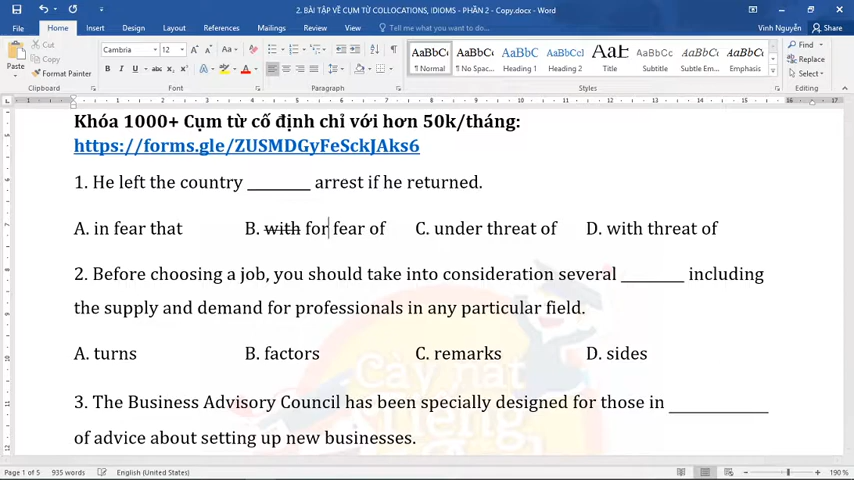 2. BÀI TẬP VỀ CỤM TỪ COLLOCATIONS, IDIOMS - PHẦN 2 - Copy.docx - Word
File Home Insert Design Layout References Mailings Review View Tell me what you want to do Vinh Nguyễn Share
Paste Cut Copy Format Painter Clipboard
Cambria 12 Font
Paragraph
AaBbC ¶ Normal AaBbC ¶ No Spac... AaBbC Heading 1 AaBbCcl Heading 2 AaB Title AaBbCcD Subtitle AaBbCc Emphasis Styles
Find Replace Select Editing
Khóa 1000+ Cụm từ cố định chỉ với hơn 50k/tháng:
https://forms.gle/ZUSMDGyFeSckJAks6
1. He left the country ________ arrest if he returned.
A. in fear that B. with for fear of C. under threat of D. with threat of
2. Before choosing a job, you should take into consideration several ________ including
the supply and demand for professionals in any particular field.
A. turns B. factors C. remarks D. sides
3. The Business Advisory Council has been specially designed for those in ____________
of advice about setting up new businesses.
Cày nát
tiếng
Page 1 of 5 935 words English (United States) 190 %